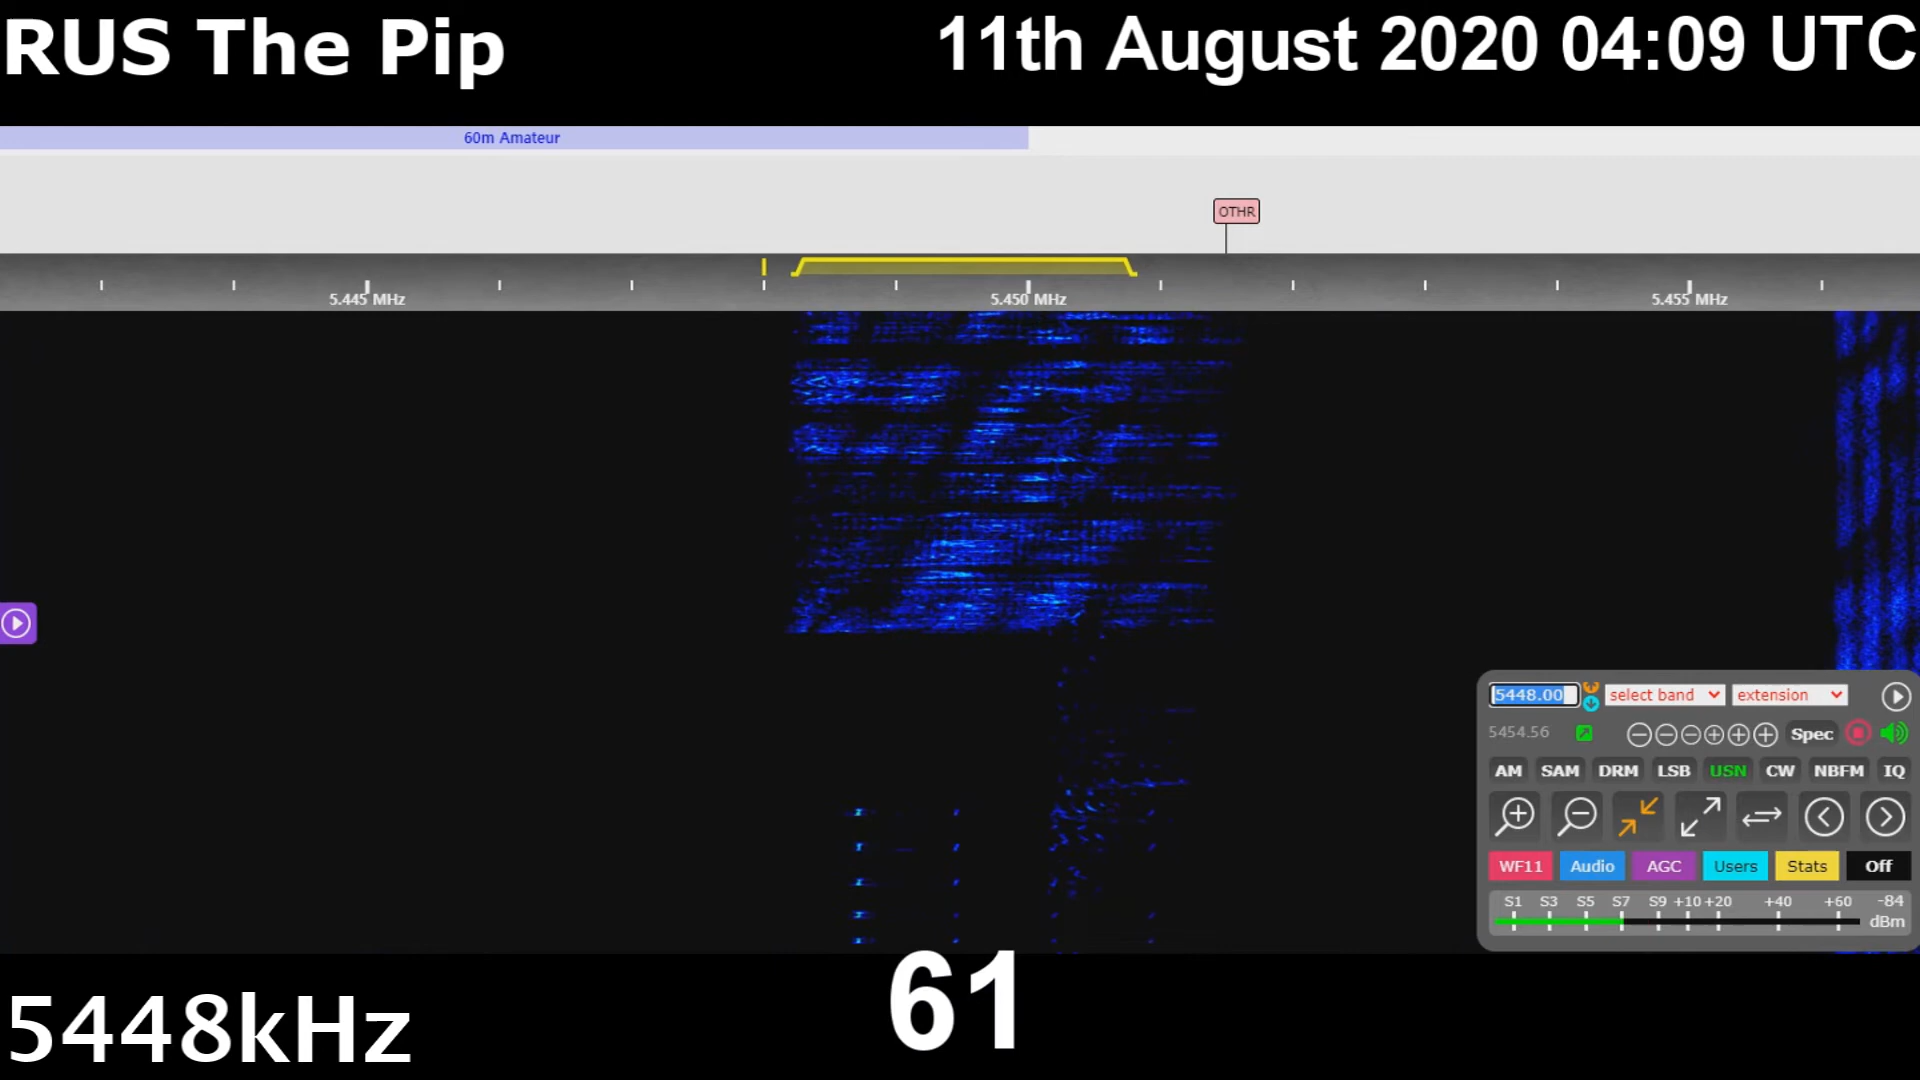 RUS The Pip
11th August 2020 04:09 UTC
60m Amateur
OTHR
5.445 MHz
5.450 MHz
5.455 MHz
5448.00
select band
extension
5454.56
Spec
AM SAM DRM LSB USN CW NBFM IQ
WF11 Audio AGC Users Stats Off
S1 S3 S5 S7 S9 +10 +20 +40 +60 -84
dBm
61
5448kHz